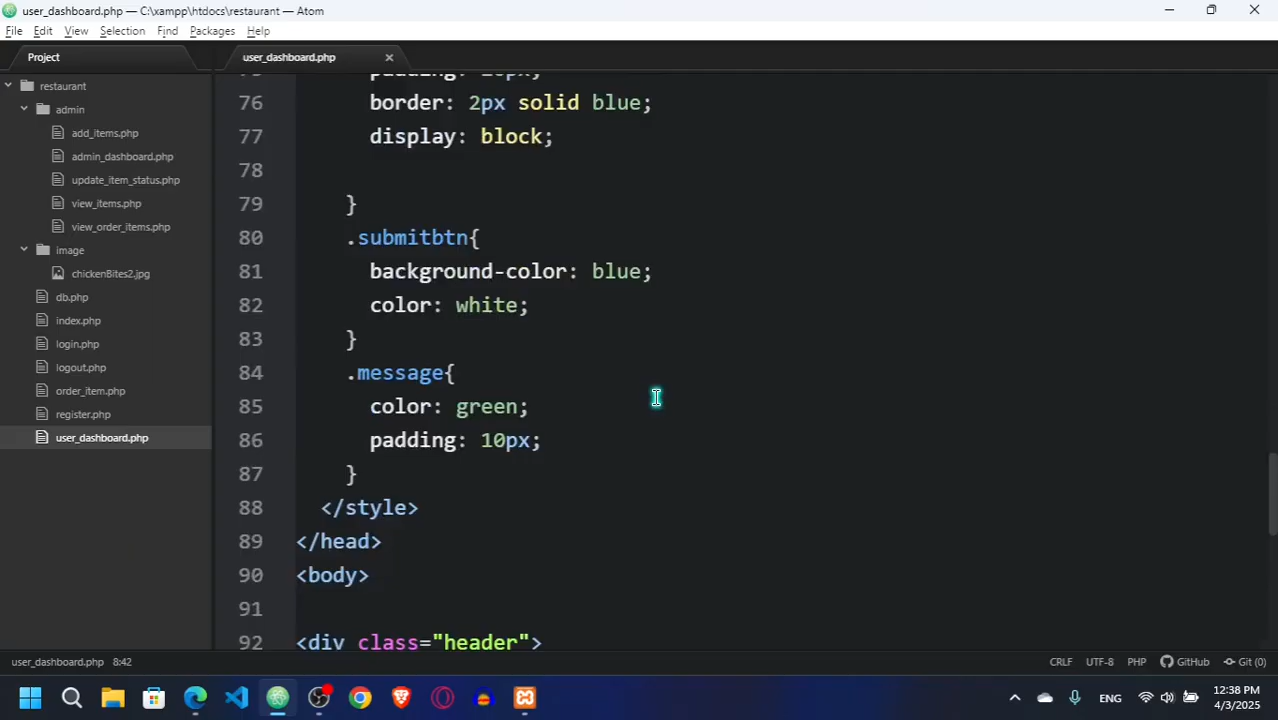 user_dashboard.php — C:\xampp\htdocs\restaurant — Atom
File Edit View Selection Find Packages Help
Project
user_dashboard.php
restaurant
admin
add_items.php
admin_dashboard.php
update_item_status.php
view_items.php
view_order_items.php
image
chickenBites2.jpg
db.php
index.php
login.php
logout.php
order_item.php
register.php
user_dashboard.php
76 border: 2px solid blue;
77 display: block;
78
79 }
80 .submitbtn{
81 background-color: blue;
82 color: white;
83 }
84 .message{
85 color: green;
86 padding: 10px;
87 }
88 </style>
89 </head>
90 <body>
91
92 <div class="header">
user_dashboard.php 8:42
CRLF UTF-8 PHP GitHub Git (0)
ENG
12:38 PM
4/3/2025